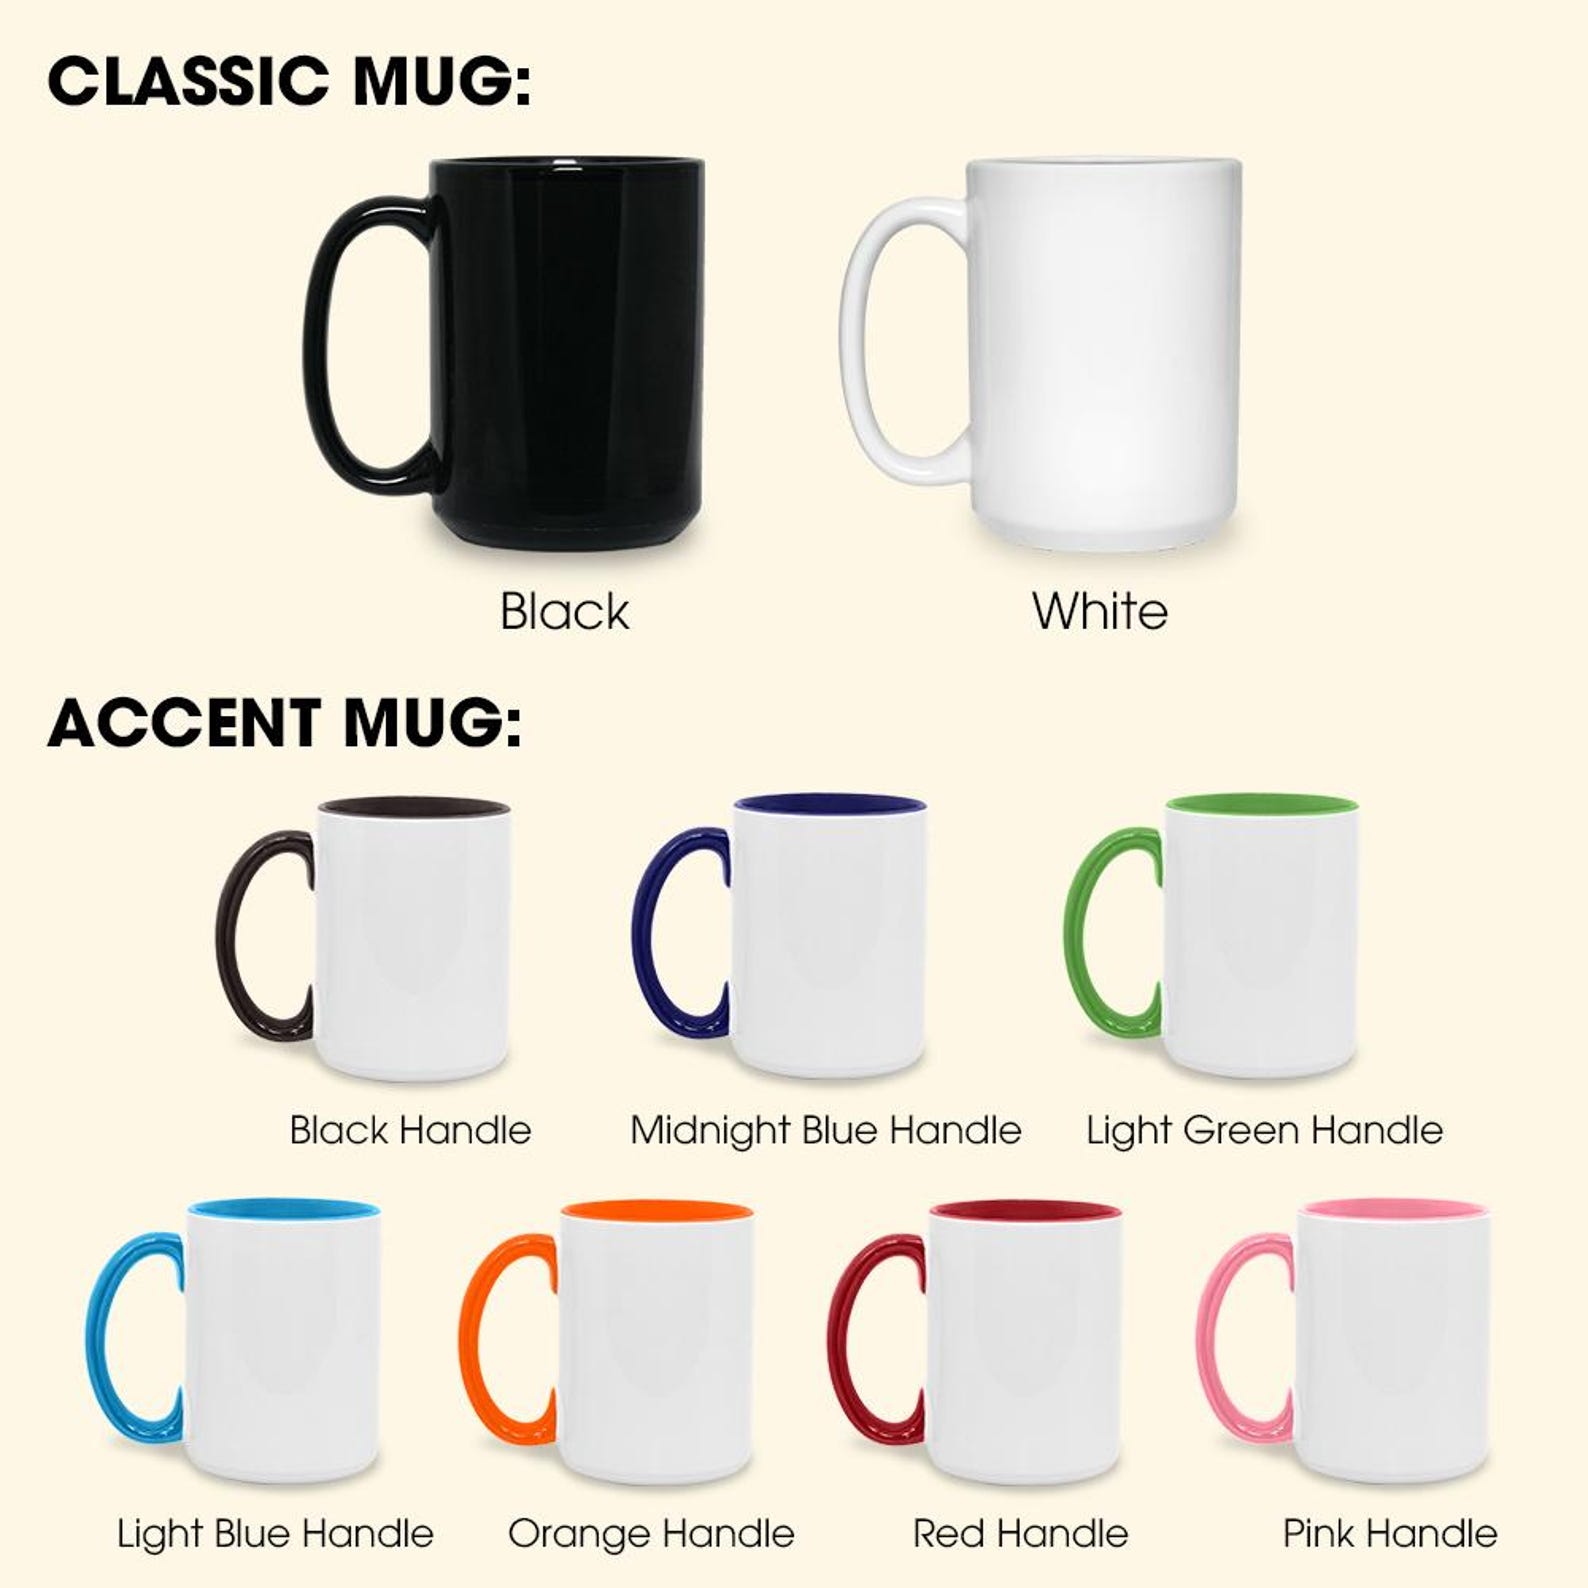 CLASSIC MUG:
Black
White
ACCENT MUG:
Black Handle
Midnight Blue Handle
Light Green Handle
Light Blue Handle
Orange Handle
Red Handle
Pink Handle